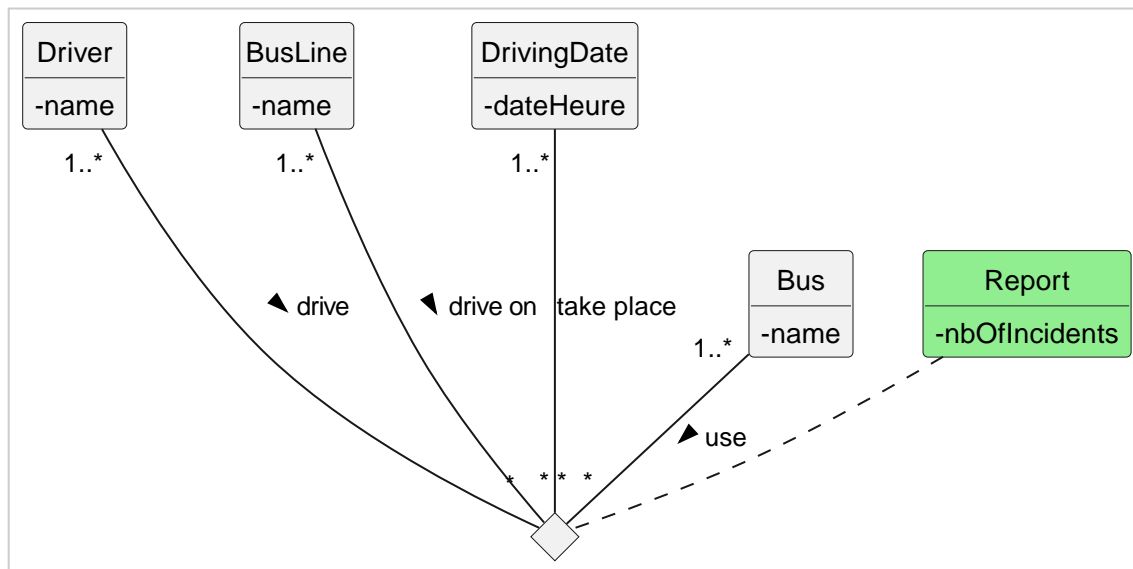 Driver
-name
BusLine
-name
DrivingDate
-dateHeure
1..*
1..*
1..*
Bus
-name
Report
-nbOfIncidents
drive
drive on
take place
1..*
use
*
*
*
*